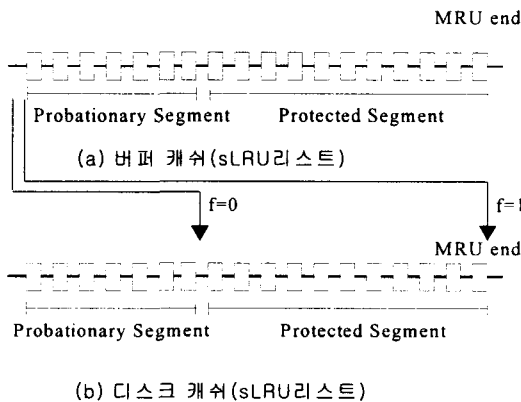 MRU end
Probationary Segment Protected Segment
(a) 버퍼 캐쉬(sLRU리스트)
f=0 f=1
MRU end
Probationary Segment Protected Segment
(b) 디스크 캐쉬(sLRU리스트)